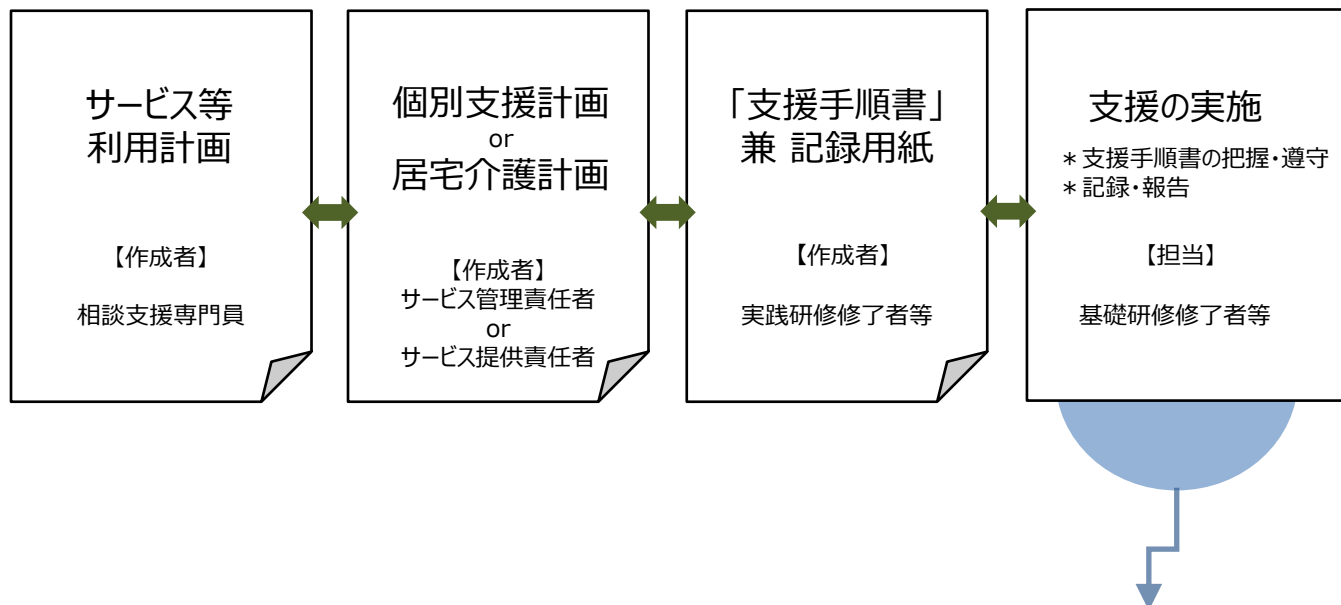 サービス等
利用計画
【作成者】
相談支援専門員
個別支援計画
or
居宅介護計画
【作成者】
サービス管理責任者
or
サービス提供責任者
「支援手順書」
兼 記録用紙
【作成者】
実践研修修了者等
支援の実施
＊支援手順書の把握・遵守
＊記録・報告
【担当】
基礎研修修了者等